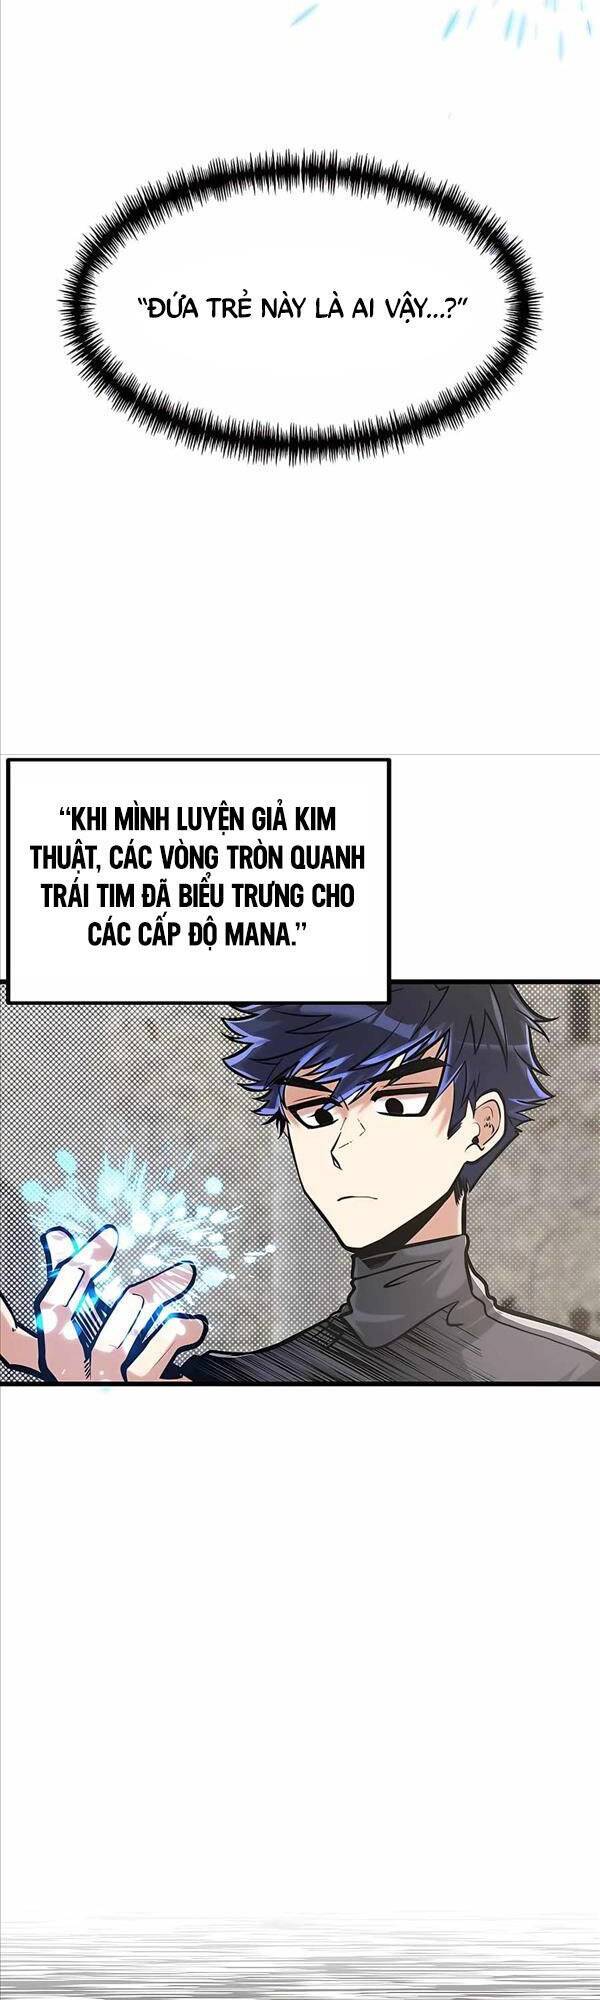 “ĐỨA TRẺ NÀY LÀ AI VẬY...?”
“KHI MÌNH LUYỆN GIẢ KIM
THUẬT, CÁC VÒNG TRÒN QUANH
TRÁI TIM ĐÃ BIỂU TRƯNG CHO
CÁC CẤP ĐỘ MANA.”